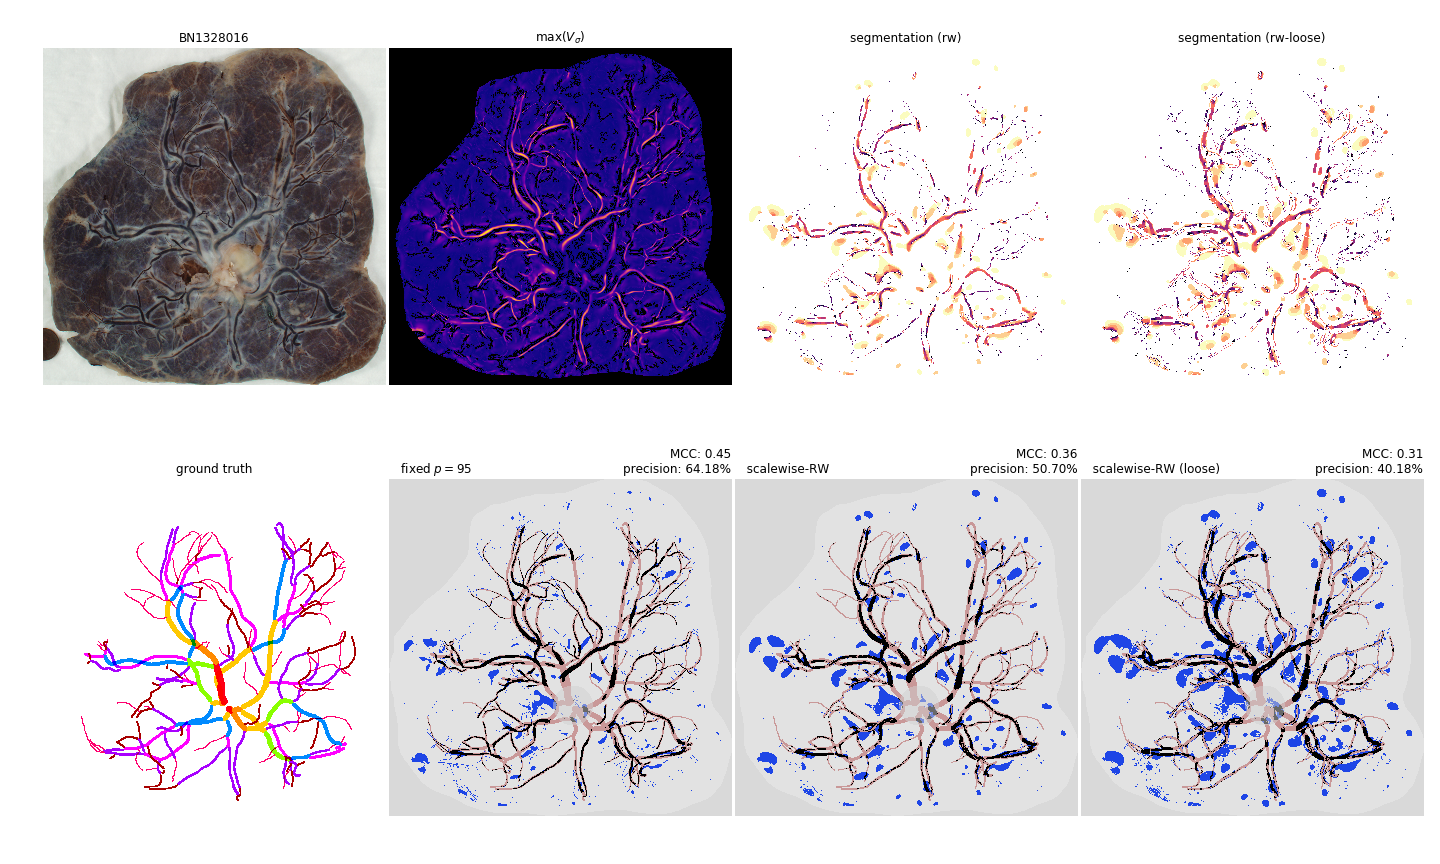 BN1328016
max(V_σ)
segmentation (rw)
segmentation (rw-loose)
ground truth
fixed p = 95
MCC: 0.45
precision: 64.18%
scalewise-RW
MCC: 0.36
precision: 50.70%
scalewise-RW (loose)
MCC: 0.31
precision: 40.18%